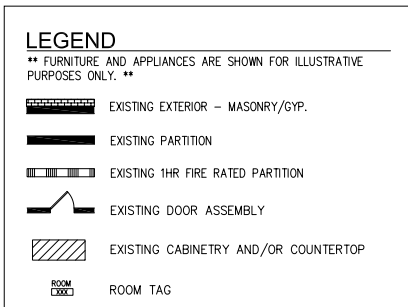 LEGEND
** FURNITURE AND APPLIANCES ARE SHOWN FOR ILLUSTRATIVE
PURPOSES ONLY. **
EXISTING EXTERIOR – MASONRY/GYP.
EXISTING PARTITION
EXISTING 1HR FIRE RATED PARTITION
EXISTING DOOR ASSEMBLY
EXISTING CABINETRY AND/OR COUNTERTOP
ROOM
XXX
ROOM TAG